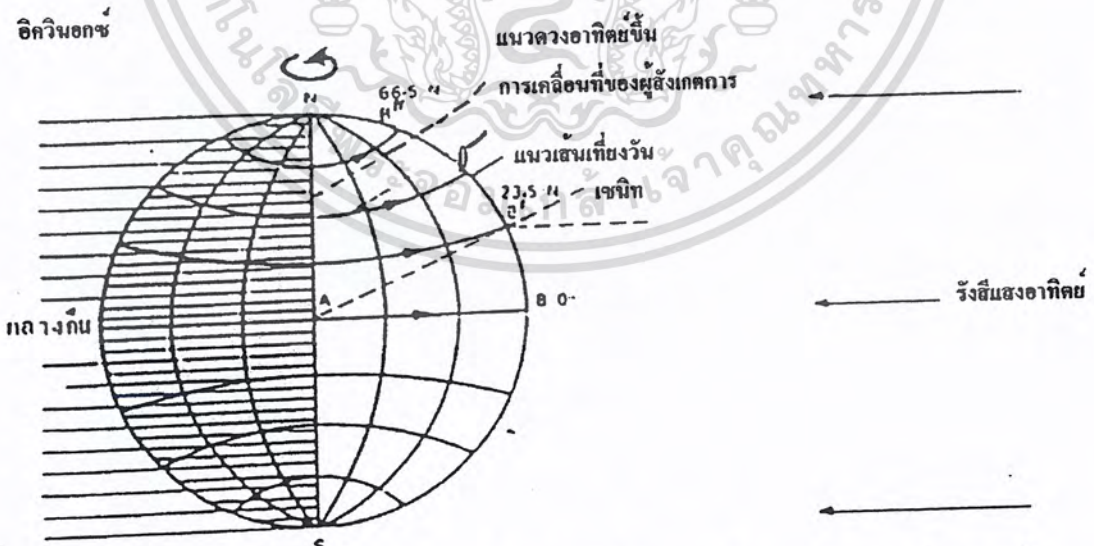 อิควินอกซ์
แนวดวงอาทิตย์ขึ้น
N
66.5 N
การเคลื่อนที่ของผู้สังเกตการ
แนวเส้นเที่ยงวัน
23.5 N
เซนิท
A
B 0
รังสีแสงอาทิตย์
กลางคืน
S